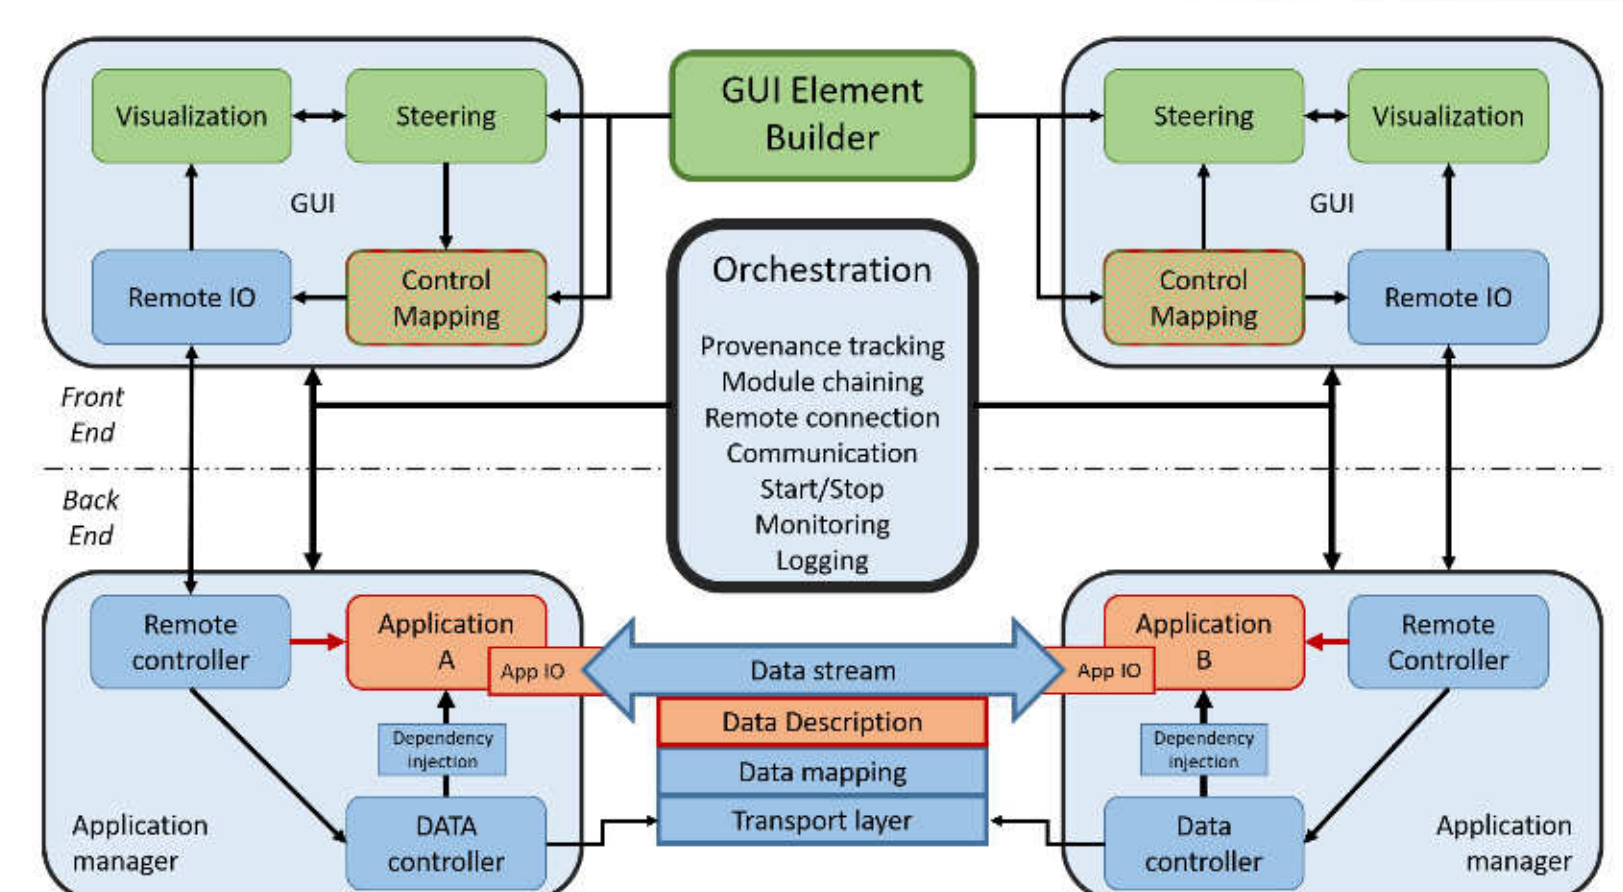 Visualization
Steering
GUI
Remote IO
Control
Mapping
GUI Element
Builder
Steering
Visualization
GUI
Control
Mapping
Remote IO
Orchestration
Provenance tracking
Module chaining
Remote connection
Communication
Start/Stop
Monitoring
Logging
Front
End
Back
End
Remote
controller
Application
A
App IO
Dependency
injection
DATA
controller
Application
manager
Data stream
Data Description
Data mapping
Transport layer
App IO
Application
B
Remote
Controller
Dependency
injection
Data
controller
Application
manager